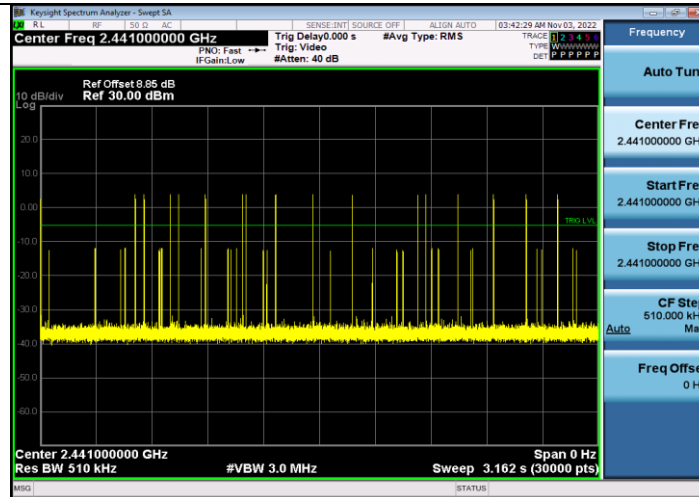 Keysight Spectrum Analyzer - Swept SA
RL RF 50 Ω AC SENSE:INT SOURCE OFF ALIGN AUTO 03:42:29 AM Nov 03, 2022
Center Freq 2.441000000 GHz
PNO: Fast
IFGain:Low
Trig Delay0.000 s
Trig: Video
#Atten: 40 dB
#Avg Type: RMS
TRACE 1 2 3 4 5 6
TYPE WWWWWW
DET P P P P P P
Ref Offset 8.85 dB
10 dB/div Ref 30.00 dBm
Log
20.0
10.0
0.00
TRIG LVL
-10.0
-20.0
-30.0
-40.0
-50.0
-60.0
Center 2.441000000 GHz Span 0 Hz
Res BW 510 kHz #VBW 3.0 MHz Sweep 3.162 s (30000 pts)
MSG STATUS
Frequency
Auto Tun
Center Fre
2.441000000 GH
Start Fre
2.441000000 GH
Stop Fre
2.441000000 GH
CF Ste
510.000 kH
Auto Ma
Freq Offse
0 H